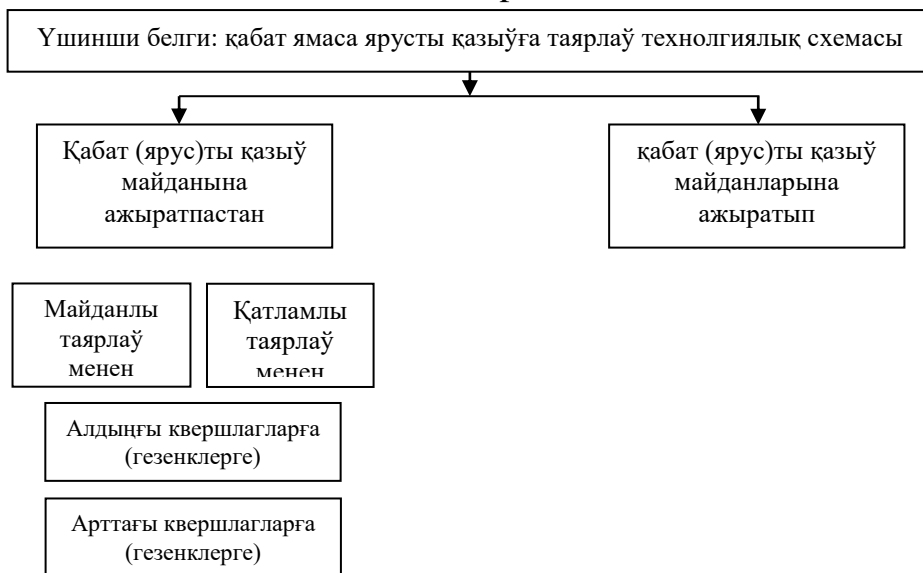 Үшинши белги: қабат ямаса ярусты қазыўға таярлаў технолгиялық схемасы
Қабат (ярус)ты қазыў
майданына
ажыратпастан
қабат (ярус)ты қазыў
майданларына
ажыратып
Майданлы
таярлаў
менен
Қатламлы
таярлаў
менен
Алдыңғы квершлагларға
(гезенклерге)
Арттағы квершлагларға
(гезенклерге)